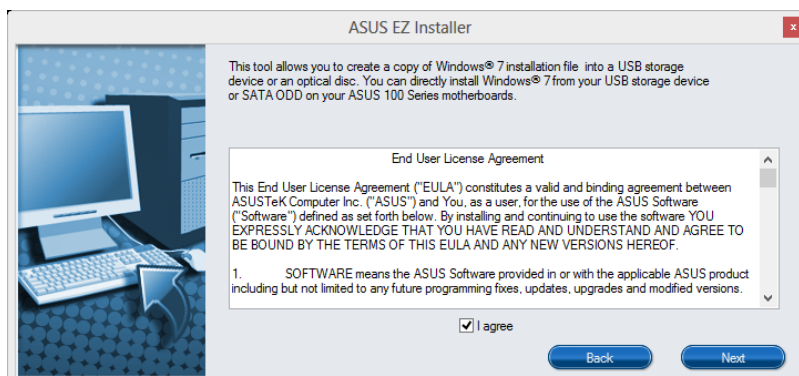 ASUS EZ Installer
x
This tool allows you to create a copy of Windows® 7 installation file into a USB storage
device or an optical disc. You can directly install Windows® 7 from your USB storage device
or SATA ODD on your ASUS 100 Series motherboards.
End User License Agreement
This End User License Agreement ("EULA") constitutes a valid and binding agreement between
ASUSTeK Computer Inc. ("ASUS") and You, as a user, for the use of the ASUS Software
("Software") defined as set forth below. By installing and continuing to use the software YOU
EXPRESSLY ACKNOWLEDGE THAT YOU HAVE READ AND UNDERSTAND AND AGREE TO
BE BOUND BY THE TERMS OF THIS EULA AND ANY NEW VERSIONS HEREOF.
1. SOFTWARE means the ASUS Software provided in or with the applicable ASUS product
including but not limited to any future programming fixes, updates, upgrades and modified versions.
I agree
Back Next